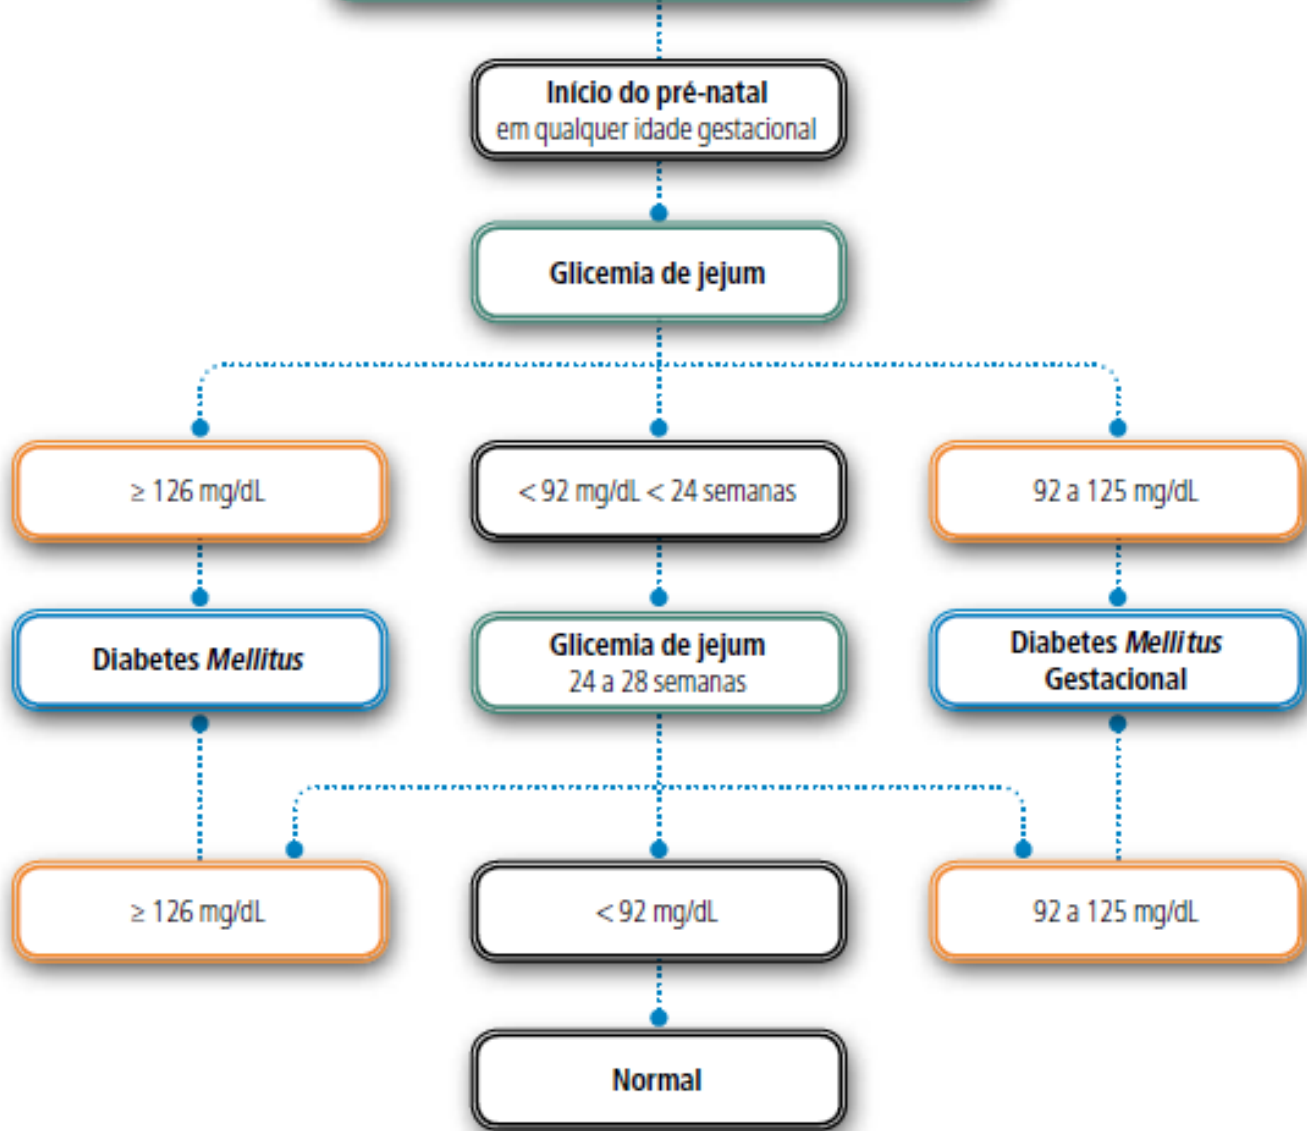 Início do pré-natal
em qualquer idade gestacional
Glicemia de jejum
≥ 126 mg/dL
< 92 mg/dL < 24 semanas
92 a 125 mg/dL
Diabetes Mellitus
Glicemia de jejum
24 a 28 semanas
Diabetes Mellitus
Gestacional
≥ 126 mg/dL
< 92 mg/dL
92 a 125 mg/dL
Normal